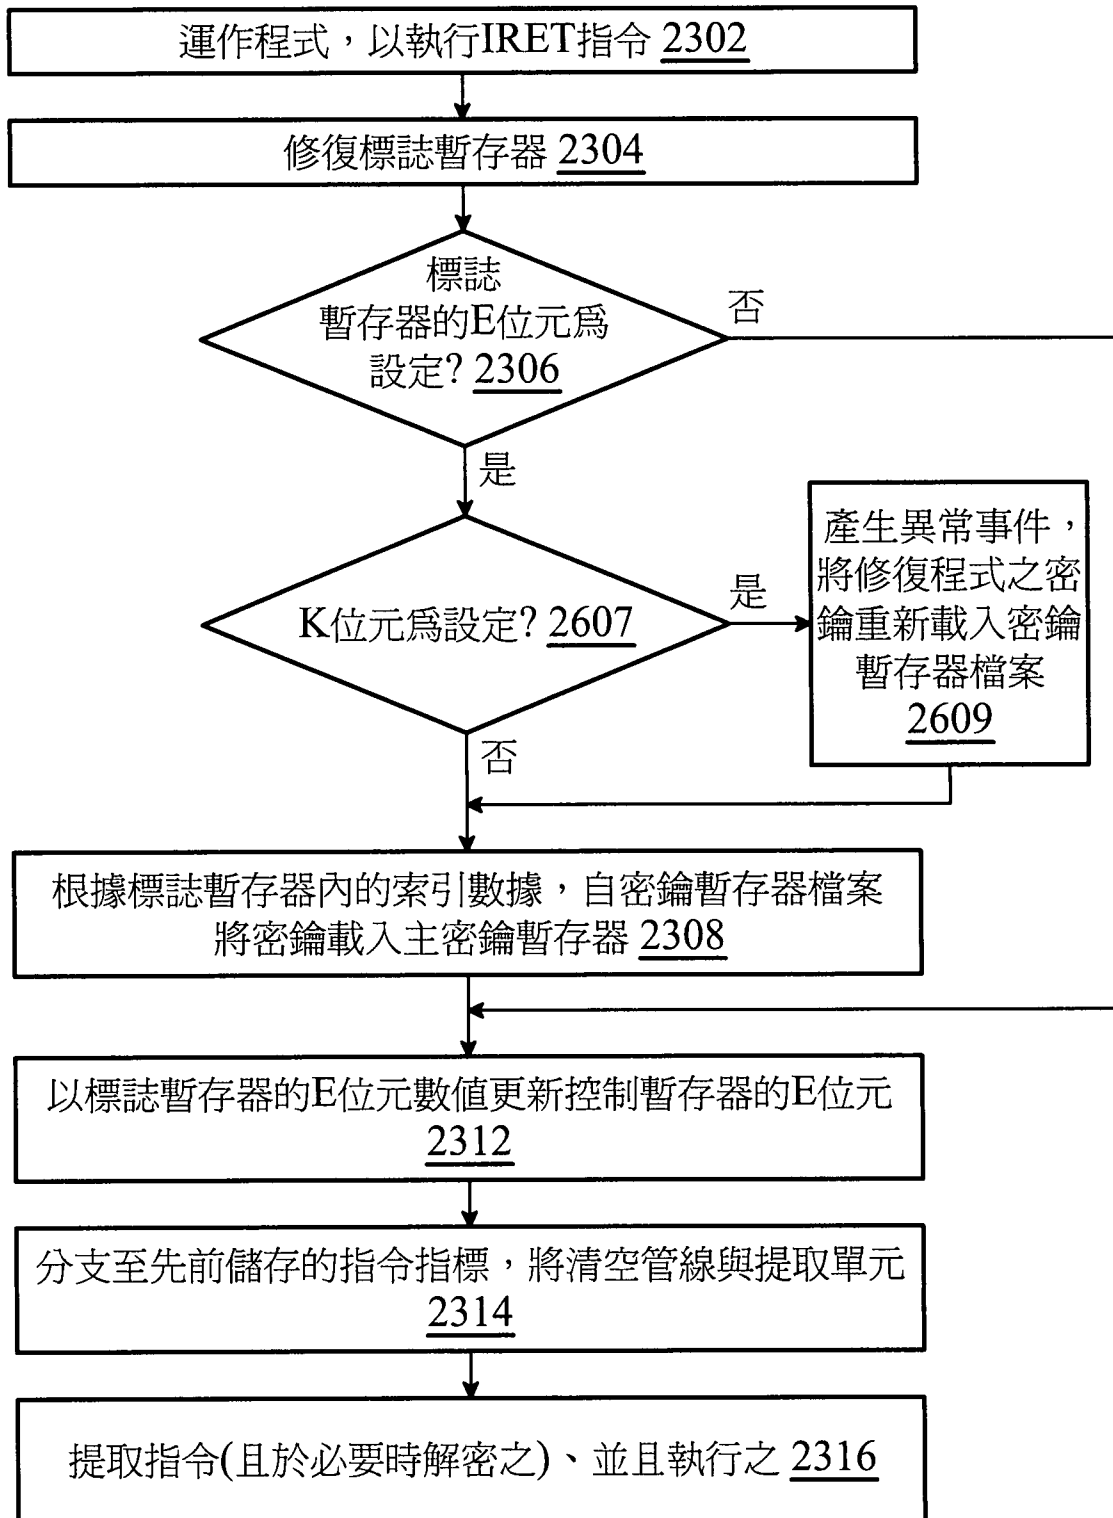 運作程式，以執行IRET指令 2302
修復標誌暫存器 2304
標誌
暫存器的E位元爲
設定? 2306
否
是
K位元爲設定? 2607
是
產生異常事件，
將修復程式之密
鑰重新載入密鑰
暫存器檔案
2609
否
根據標誌暫存器內的索引數據，自密鑰暫存器檔案
將密鑰載入主密鑰暫存器 2308
以標誌暫存器的E位元數值更新控制暫存器的E位元
2312
分支至先前儲存的指令指標，將清空管線與提取單元
2314
提取指令(且於必要時解密之)、並且執行之 2316